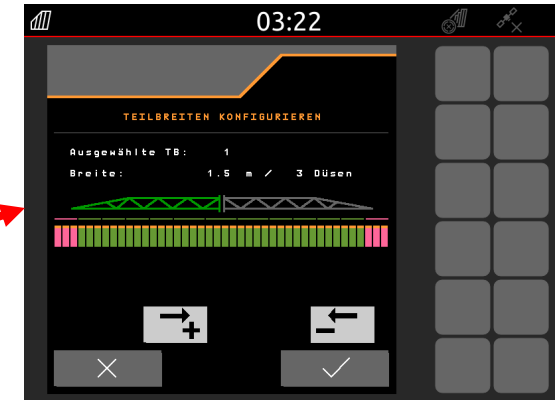 03:22
TEILBREITEN KONFIGURIEREN
Ausgewählte TB: 1
Breite: 1.5 m / 3 Düsen